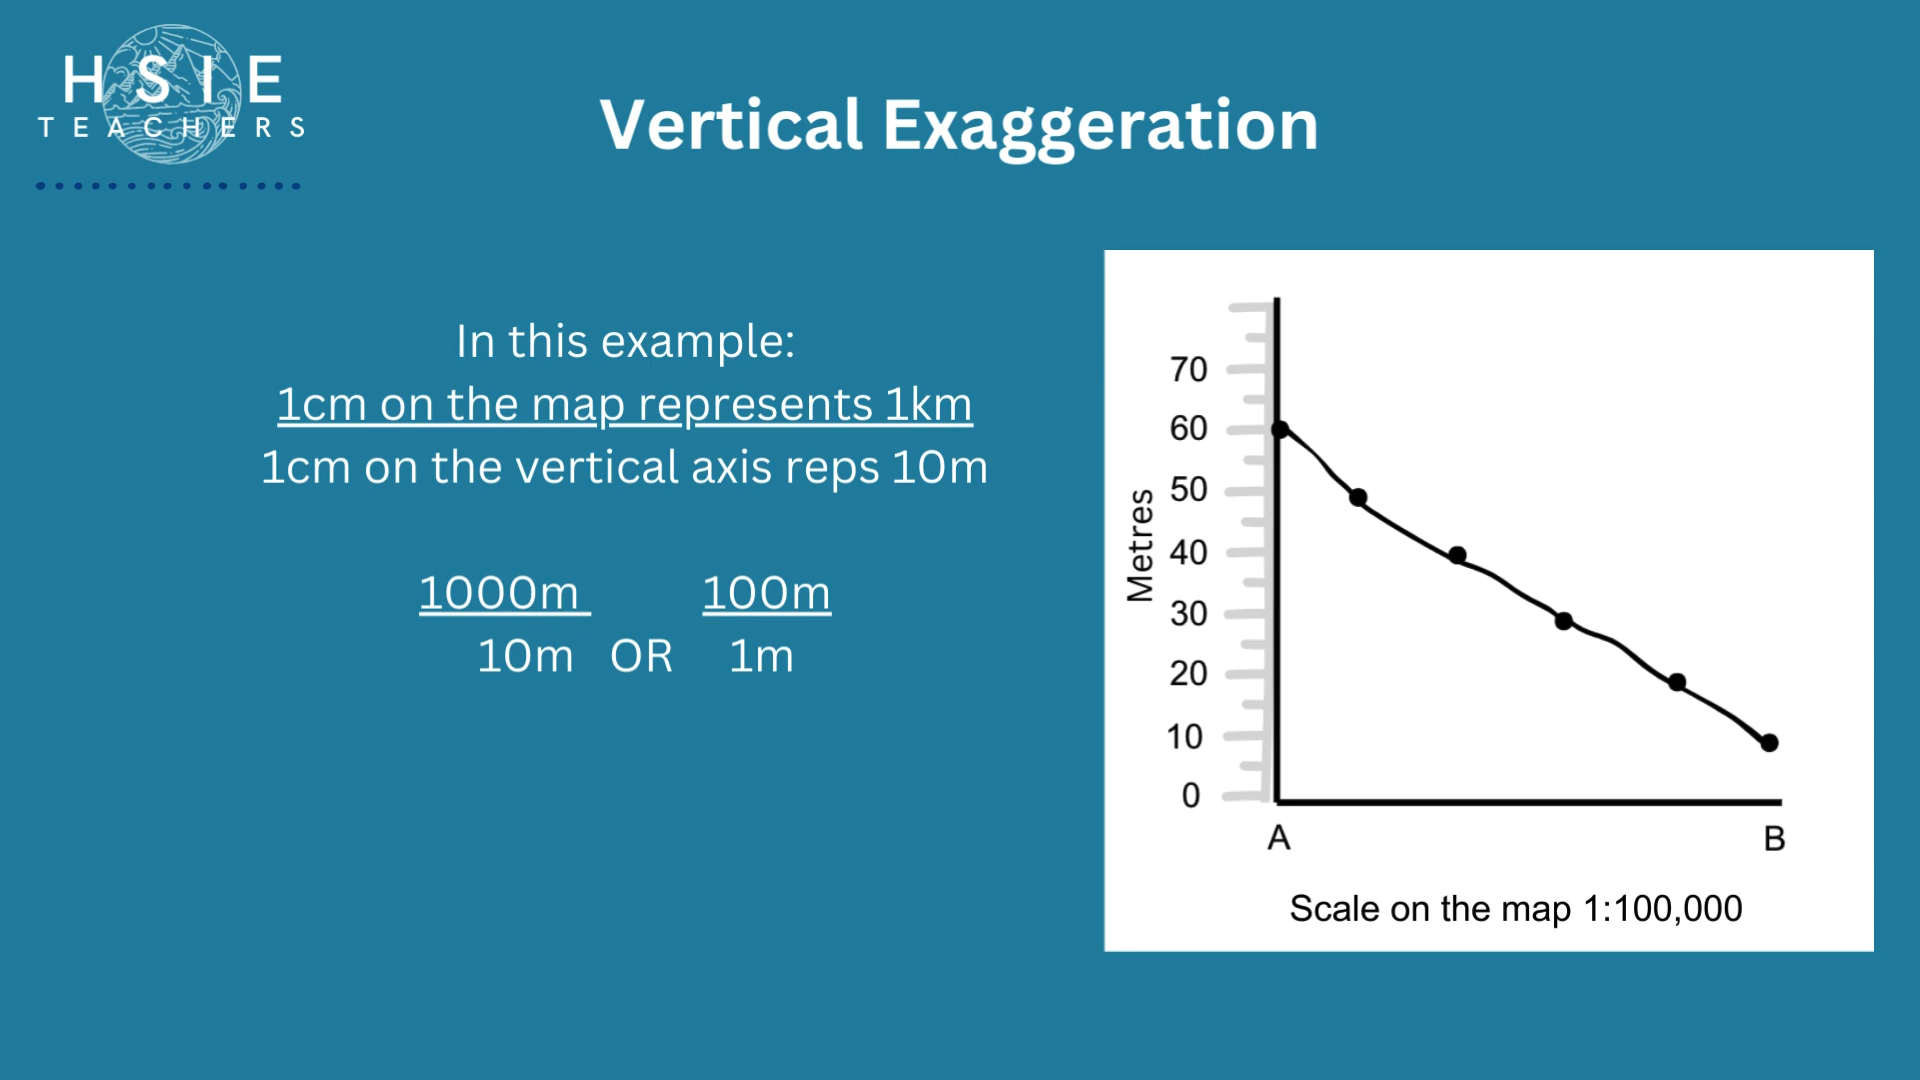 H S I E
TEACHERS
Vertical Exaggeration
In this example:
1cm on the map represents 1km
1cm on the vertical axis reps 10m
1000m 100m
10m OR 1m
Metres
70
60
50
40
30
20
10
0
A B
Scale on the map 1:100,000